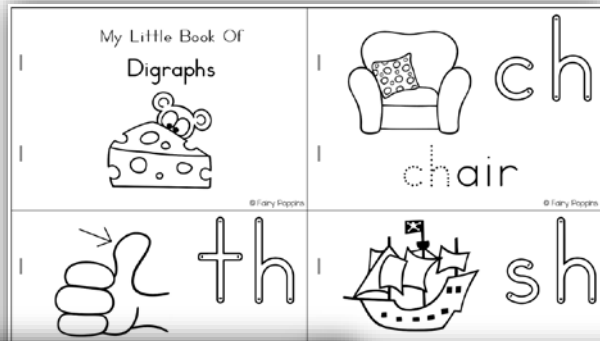 My Little Book Of
Digraphs
© Fairy Poppins
ch
chair
© Fairy Poppins
th
sh